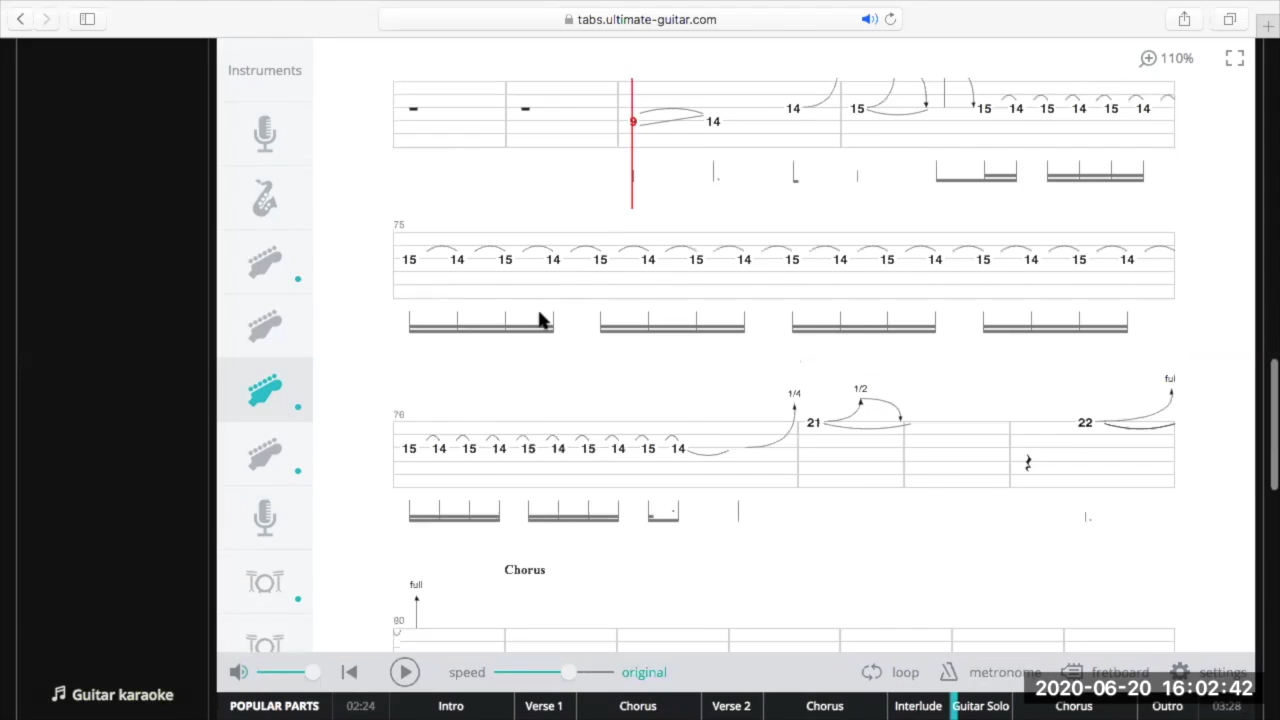 tabs.ultimate-guitar.com
Instruments
110%
9 14 14 15 15 14 15 14 15 14
75
15 14 15 14 15 14 15 14 15 14 15 14 15 14 15 14
76
1/4
1/2
ful
15 14 15 14 15 14 15 14 15 14 21 22
Chorus
full
80
speed
original
loop
metronome
fretboard
settings
Guitar karaoke
2020-06-20 16:02:42
POPULAR PARTS 02:24 Intro Verse 1 Chorus Verse 2 Chorus Interlude Guitar Solo Chorus Outro 03:28